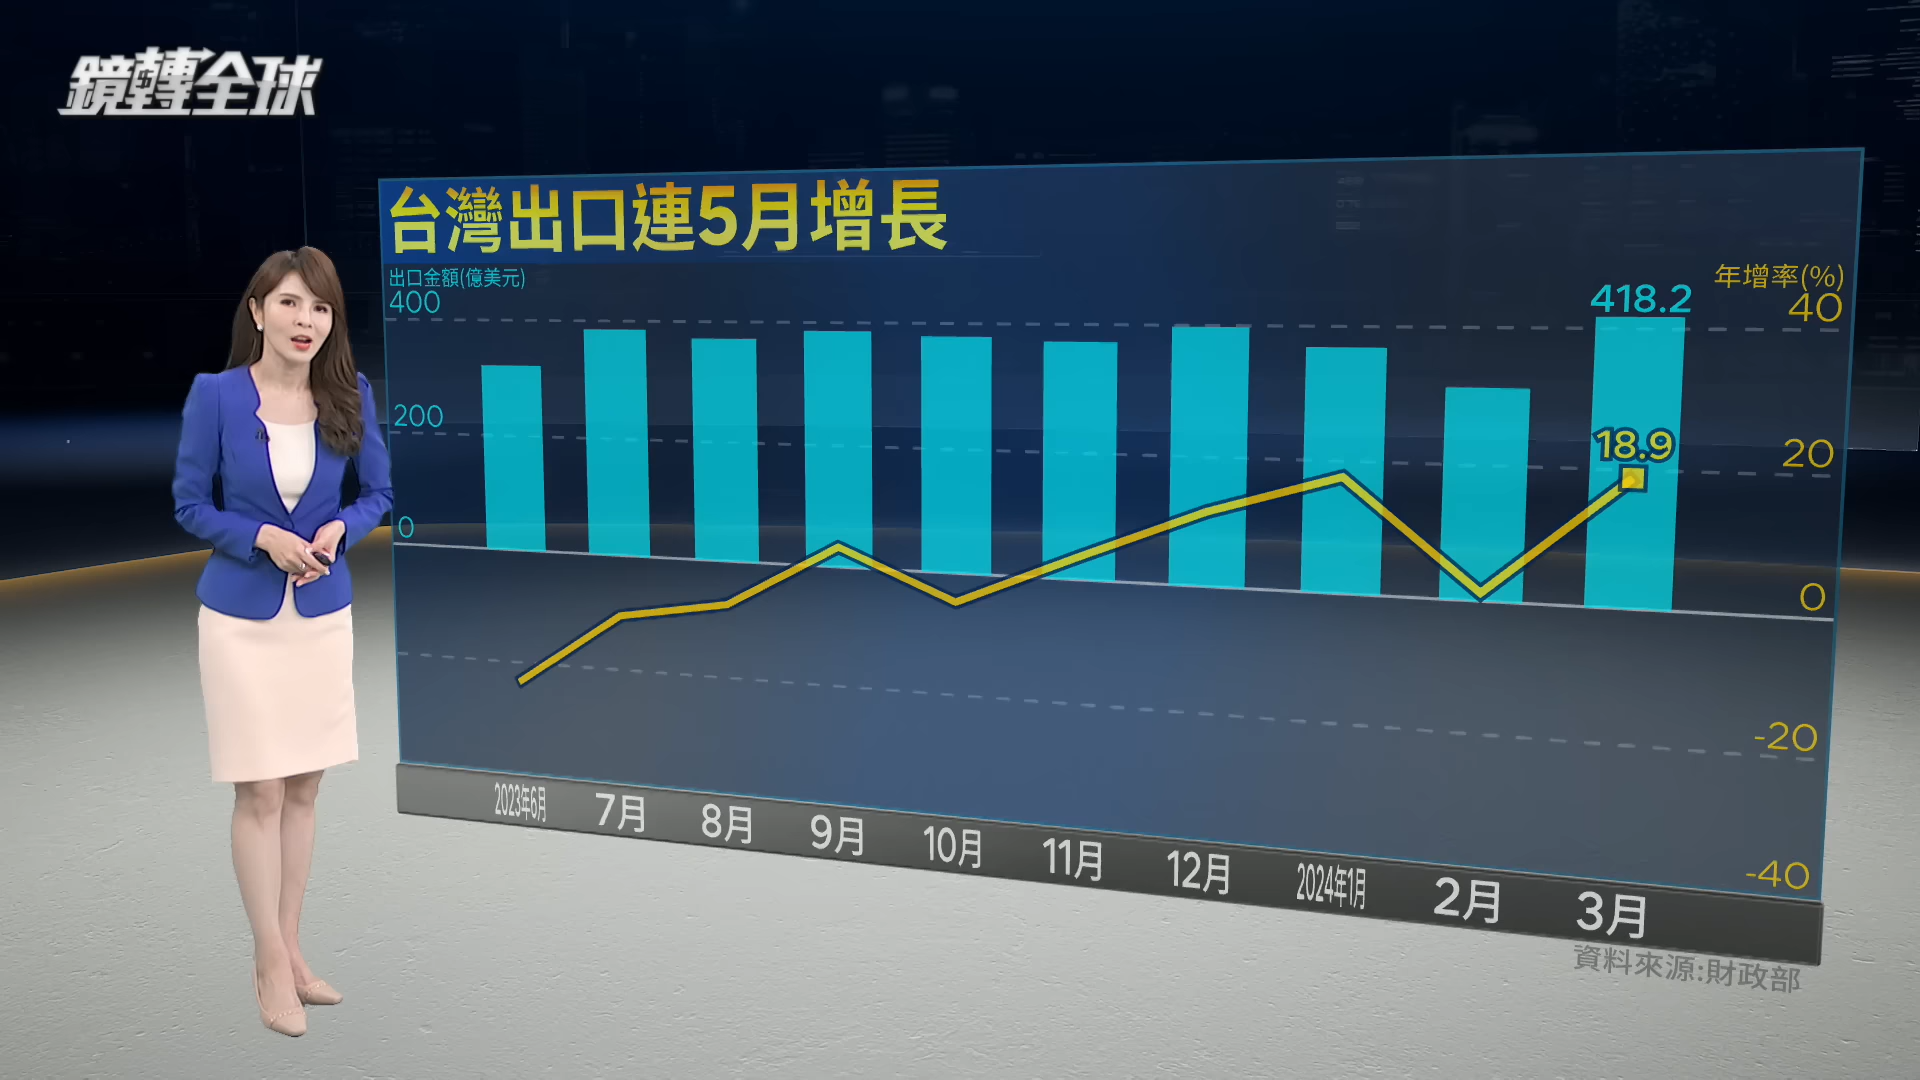 鏡轉全球
台灣出口連5月增長
出口金額(億美元)
年增率(%)
400
200
0
40
20
0
-20
-40
418.2
18.9
2023年6月
7月
8月
9月
10月
11月
12月
2024年1月
2月
3月
資料來源:財政部